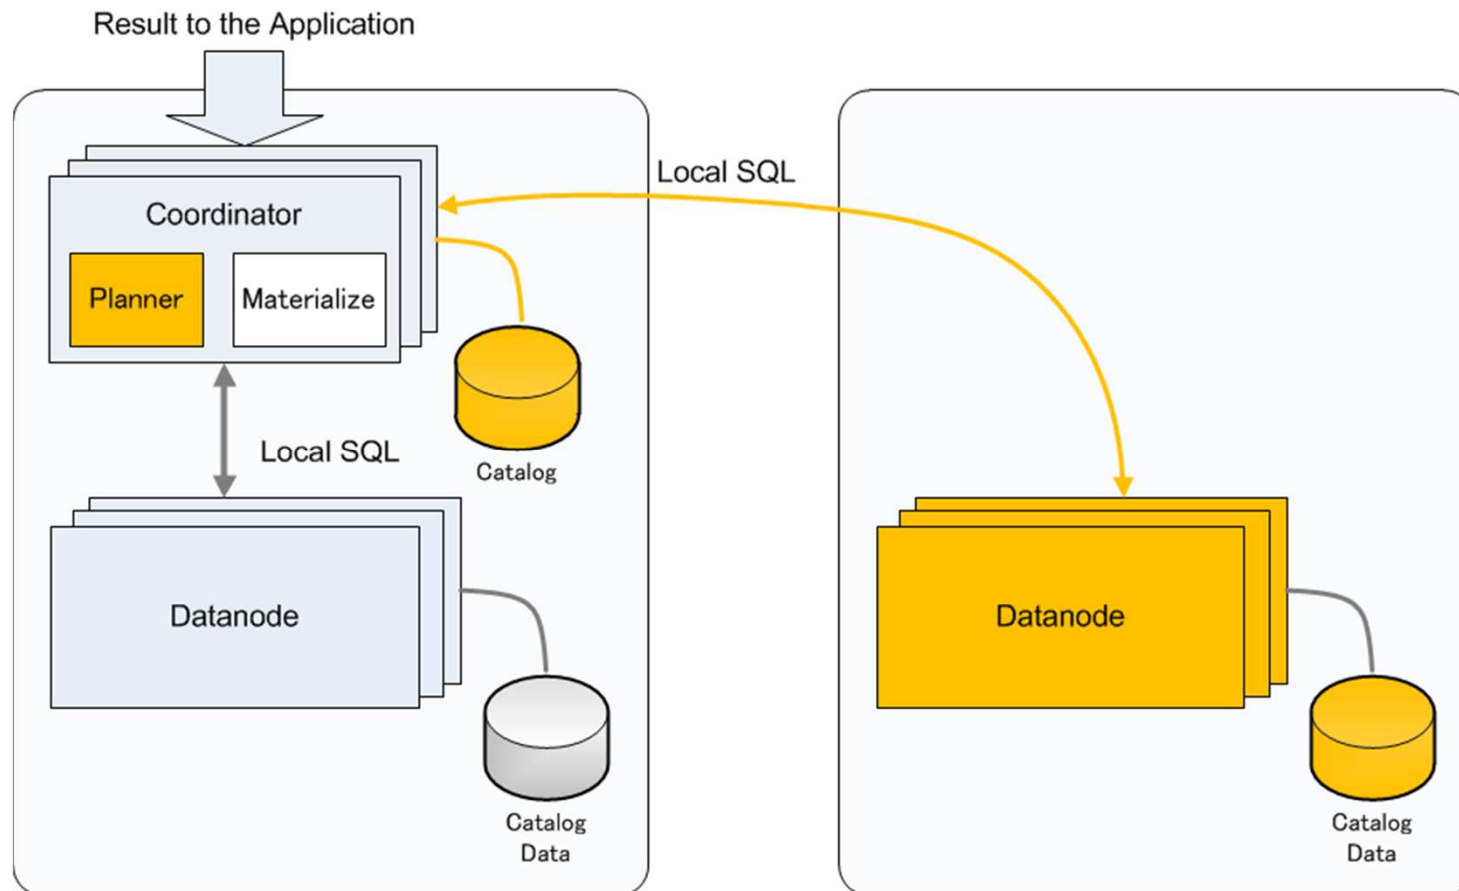 Result to the Application
Local SQL
Coordinator
Planner
Materialize
Catalog
Local SQL
Datanode
Datanode
Catalog
Data
Catalog
Data